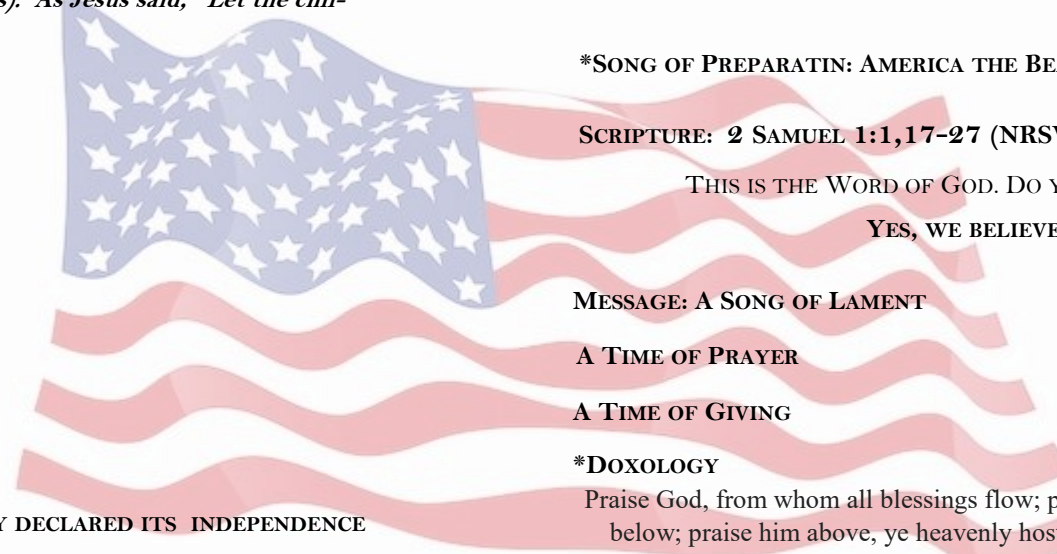 s). As Jesus said, "Let the chil-
Y DECLARED ITS INDEPENDENCE
*SONG OF PREPARATIN: AMERICA THE BE
SCRIPTURE: 2 SAMUEL 1:1,17-27 (NRSV
THIS IS THE WORD OF GOD. DO Y
YES, WE BELIEVE
MESSAGE: A SONG OF LAMENT
A TIME OF PRAYER
A TIME OF GIVING
*DOXOLOGY
Praise God, from whom all blessings flow; p
below; praise him above, ye heavenly hos